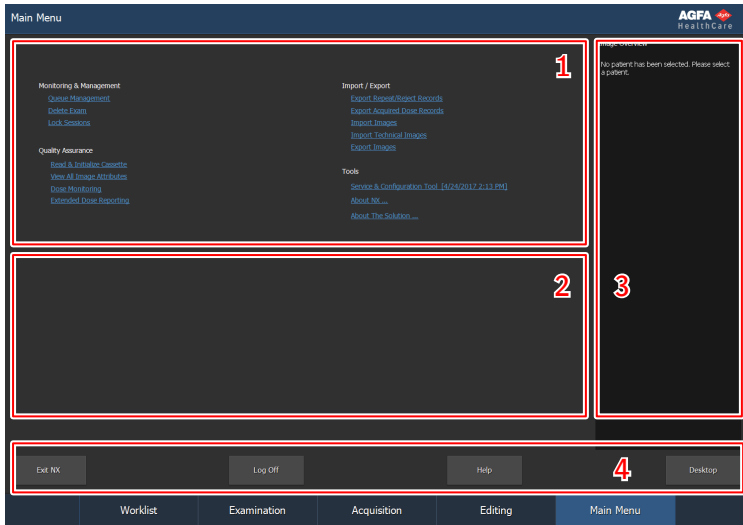 Main Menu
AGFA AGFA
HealthCare
1
Image Overview
No patient has been selected. Please select
a patient.
Monitoring & Management
Queue Management
Delete Exam
Lock Sessions
Quality Assurance
Read & Initialize Cassette
View All Image Attributes
Dose Monitoring
Extended Dose Reporting
Import / Export
Export Repeat/Reject Records
Export Acquired Dose Records
Import Images
Import Technical Images
Export Images
Tools
Service & Configuration Tool [4/24/2017 2:13 PM]
About NX ...
About The Solution ...
2
3
Exit NX
Log Off
Help
4
Desktop
Worklist
Examination
Acquisition
Editing
Main Menu